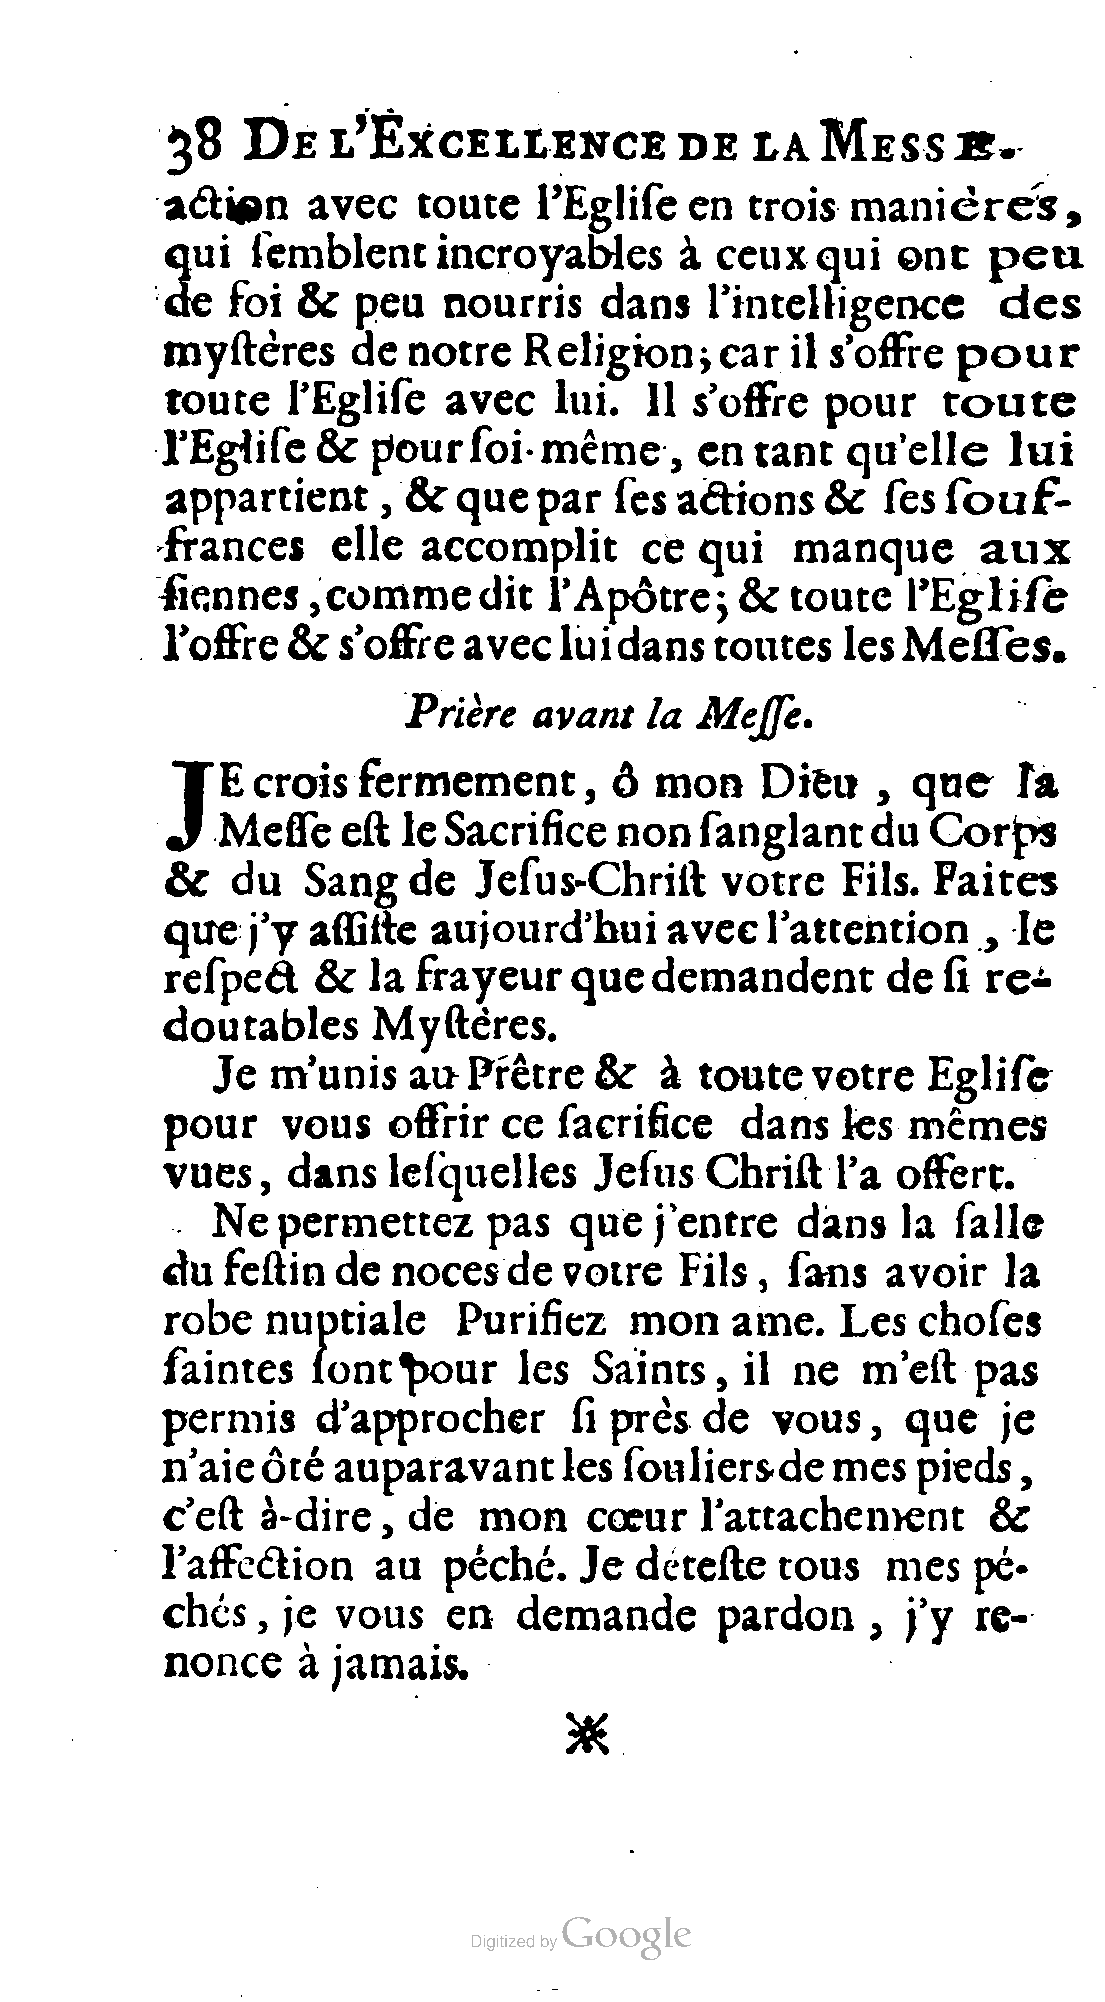 38 DE L'EXCELLENCE DE LA MESSE.
action avec toute l'Egliſe en trois manières,
qui ſemblent incroyables à ceux qui ont peu
de foi & peu nourris dans l'intelligence des
myſtères de notre Religion; car il s'offre pour
toute l'Egliſe avec lui. Il s'offre pour toute
l'Egliſe & pour ſoi-même, en tant qu'elle lui
appartient, & que par ſes actions & ſes ſouf-
frances elle accomplit ce qui manque aux
ſiennes, comme dit l'Apôtre; & toute l'Egliſe
l'offre & s'offre avec lui dans toutes les Meſſes.
Prière avant la Meſſe.
JE crois fermement, ô mon Dieu, que la
Meſſe eſt le Sacrifice non ſanglant du Corps
& du Sang de Jeſus-Chriſt votre Fils. Faites
que j'y aſſiſte aujourd'hui avec l'attention, le
reſpect & la frayeur que demandent de ſi re-
doutables Myſtères.
Je m'unis au Prêtre & à toute votre Egliſe
pour vous offrir ce ſacrifice dans les mêmes
vues, dans leſquelles Jeſus Chriſt l'a offert.
Ne permettez pas que j'entre dans la ſalle
du feſtin de noces de votre Fils, ſans avoir la
robe nuptiale Purifiez mon ame. Les choſes
ſaintes ſont pour les Saints, il ne m'eſt pas
permis d'approcher ſi près de vous, que je
n'aie ôté auparavant les ſouliers de mes pieds,
c'eſt à-dire, de mon cœur l'attachement &
l'affection au péché. Je déteſte tous mes pé-
chés, je vous en demande pardon, j'y re-
nonce à jamais.
Digitized by Google